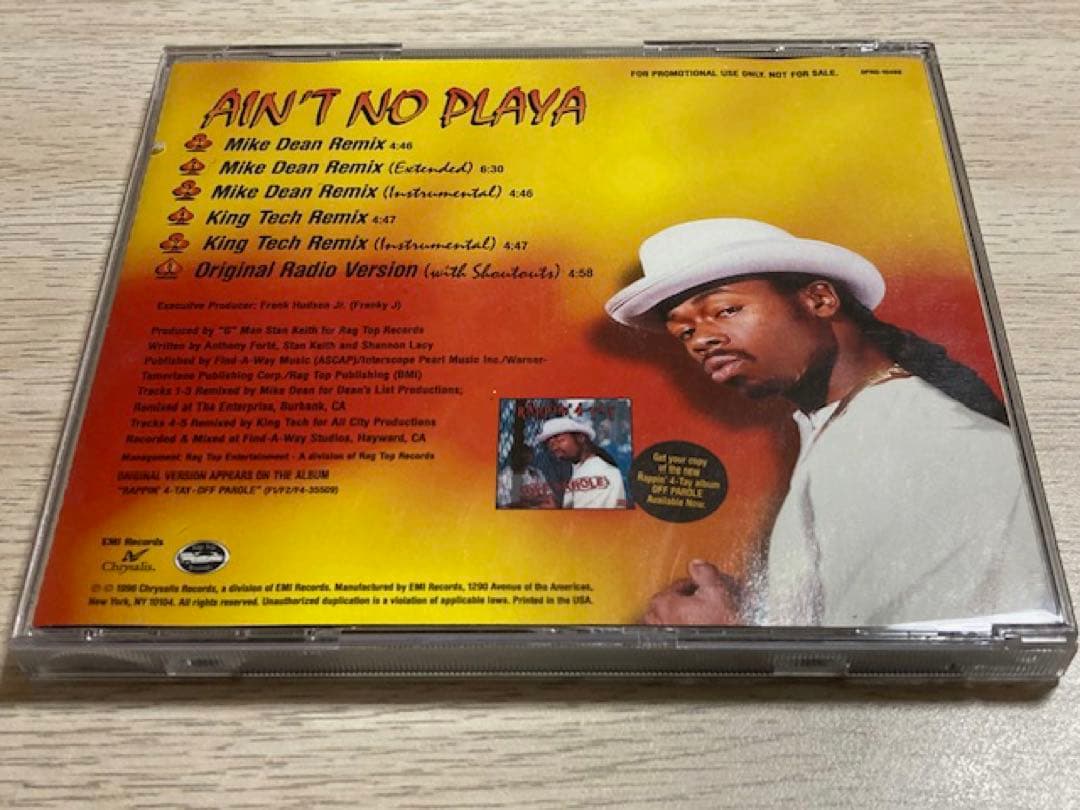 FOR PROMOTIONAL USE ONLY. NOT FOR SALE.
AIN'T NO PLAYA
Mike Dean Remix 4:46
Mike Dean Remix (Extended) 6:30
Mike Dean Remix (Instrumental) 4:46
King Tech Remix 4:47
King Tech Remix (Instrumental) 4:47
Original Radio Version (with Shoutouts) 4:58
Executive Producer: Frank Hudson Jr. (Franky J)
Produced by "G" Man Stan Keith for Rag Top Records
Written by Anthony Forté, Stan Keith and Shannon Lacy
Published by Find-A-Way Music (ASCAP)/Interscope Pearl Music Inc./Warner-
Tamerlane Publishing Corp./Rag Top Publishing (BMI)
Tracks 1-3 Remixed by Mike Dean for Dean's List Productions;
Remixed at The Enterprise, Burbank, CA
Tracks 4-5 Remixed by King Tech for All City Productions
Recorded & Mixed at Find-A-Way Studios, Hayward, CA
Management: Rag Top Entertainment - A division of Rag Top Records
ORIGINAL VERSION APPEARS ON THE ALBUM
"RAPPIN' 4-TAY-OFF PAROLE" (F1/F2/F4-35509)
RAPPIN' 4-TAY
OFF PAROLE
Get your copy
of the new
Rappin' 4-Tay album
OFF PAROLE
Available Now.
EMI Records
Chrysalis.
℗ © 1996 Chrysalis Records, a division of EMI Records. Manufactured by EMI Records, 1290 Avenue of the Americas,
New York, NY 10104. All rights reserved. Unauthorized duplication is a violation of applicable laws. Printed in the USA.